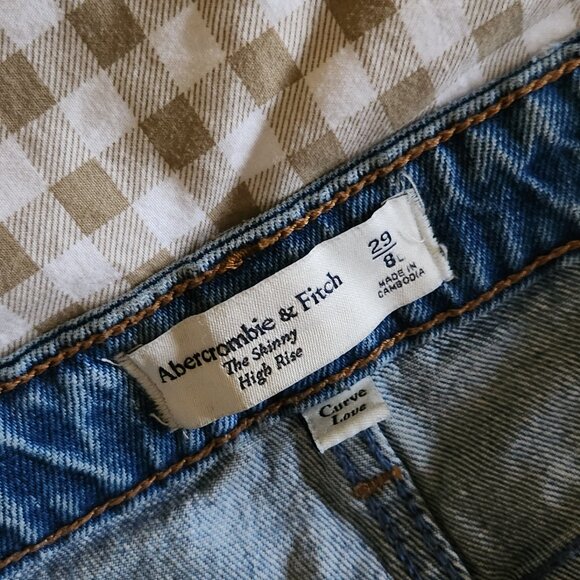 Abercrombie & Fitch
The Skinny
High Rise
29
8L
MADE IN
CAMBODIA
Curve
Love